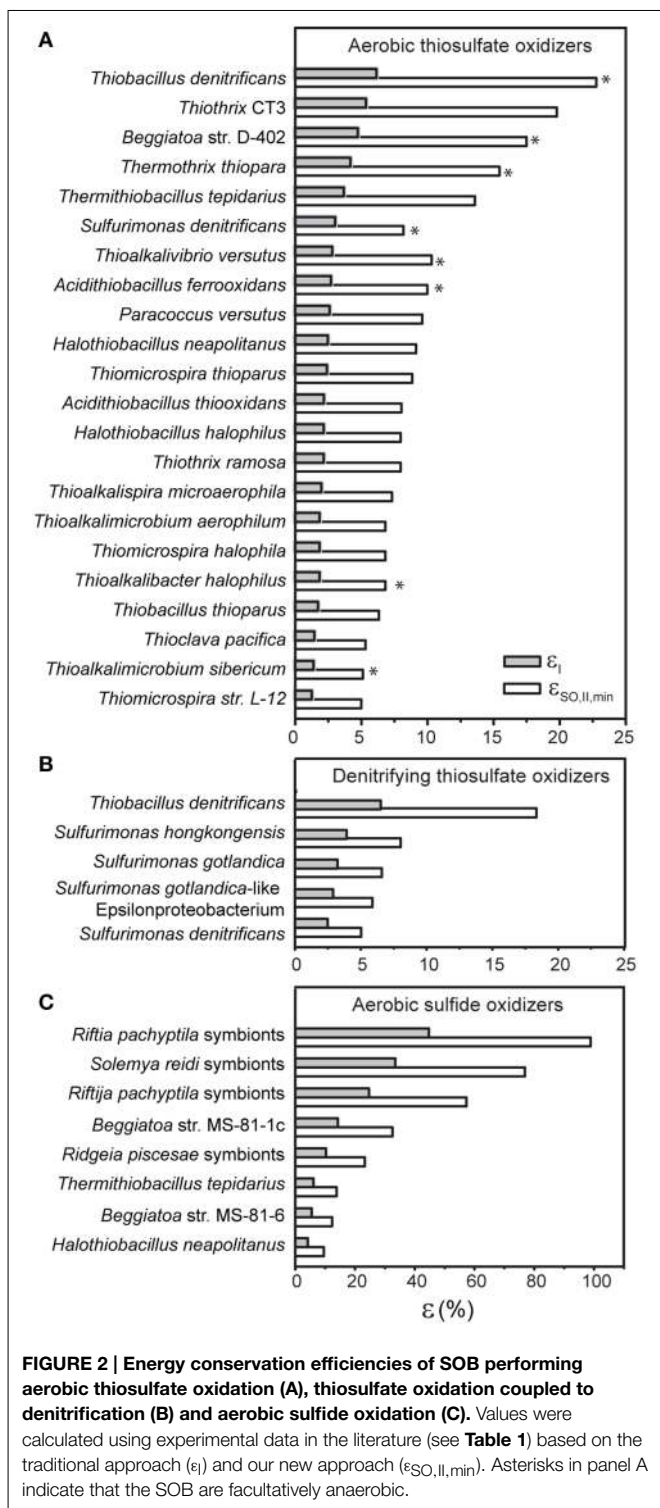 A
Aerobic thiosulfate oxidizers
Thiobacillus denitrificans
*
Thiothrix CT3
Beggiatoa str. D-402
*
Thermothrix thiopara
*
Thermithiobacillus tepidarius
Sulfurimonas denitrificans
*
Thioalkalivibrio versutus
*
Acidithiobacillus ferrooxidans
*
Paracoccus versutus
Halothiobacillus neapolitanus
Thiomicrospira thioparus
Acidithiobacillus thiooxidans
Halothiobacillus halophilus
Thiothrix ramosa
Thioalkalispira microaerophila
Thioalkalimicrobium aerophilum
Thiomicrospira halophila
Thioalkalibacter halophilus
*
Thiobacillus thioparus
Thioclava pacifica
εI
Thioalkalimicrobium sibericum
*
εSO,II,min
Thiomicrospira str. L-12
0 5 10 15 20 25
B
Denitrifying thiosulfate oxidizers
Thiobacillus denitrificans
Sulfurimonas hongkongensis
Sulfurimonas gotlandica
Sulfurimonas gotlandica-like
Epsilonproteobacterium
Sulfurimonas denitrificans
0 5 10 15 20 25
C
Aerobic sulfide oxidizers
Riftia pachyptila symbionts
Solemya reidi symbionts
Riftija pachyptila symbionts
Beggiatoa str. MS-81-1c
Ridgeia piscesae symbionts
Thermithiobacillus tepidarius
Beggiatoa str. MS-81-6
Halothiobacillus neapolitanus
0 20 40 60 80 100
ε (%)
FIGURE 2 | Energy conservation efficiencies of SOB performing
aerobic thiosulfate oxidation (A), thiosulfate oxidation coupled to
denitrification (B) and aerobic sulfide oxidation (C). Values were
calculated using experimental data in the literature (see Table 1) based on the
traditional approach (εI) and our new approach (εSO,II,min). Asterisks in panel A
indicate that the SOB are facultatively anaerobic.